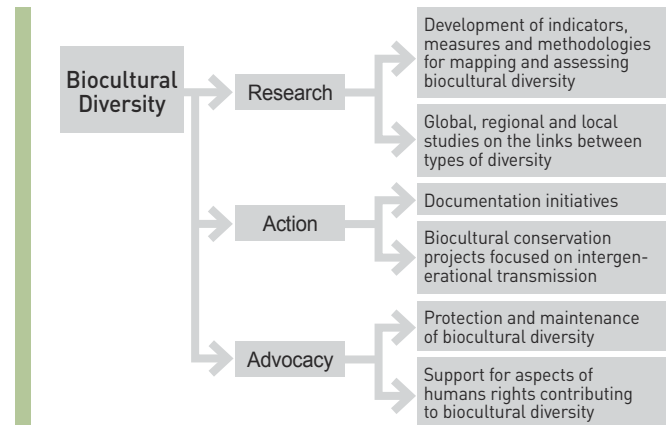 Biocultural
Diversity
Research
Development of indicators,
measures and methodologies
for mapping and assessing
biocultural diversity
Global, regional and local
studies on the links between
types of diversity
Action
Documentation initiatives
Biocultural conservation
projects focused on intergen-
erational transmission
Advocacy
Protection and maintenance
of biocultural diversity
Support for aspects of
humans rights contributing
to biocultural diversity